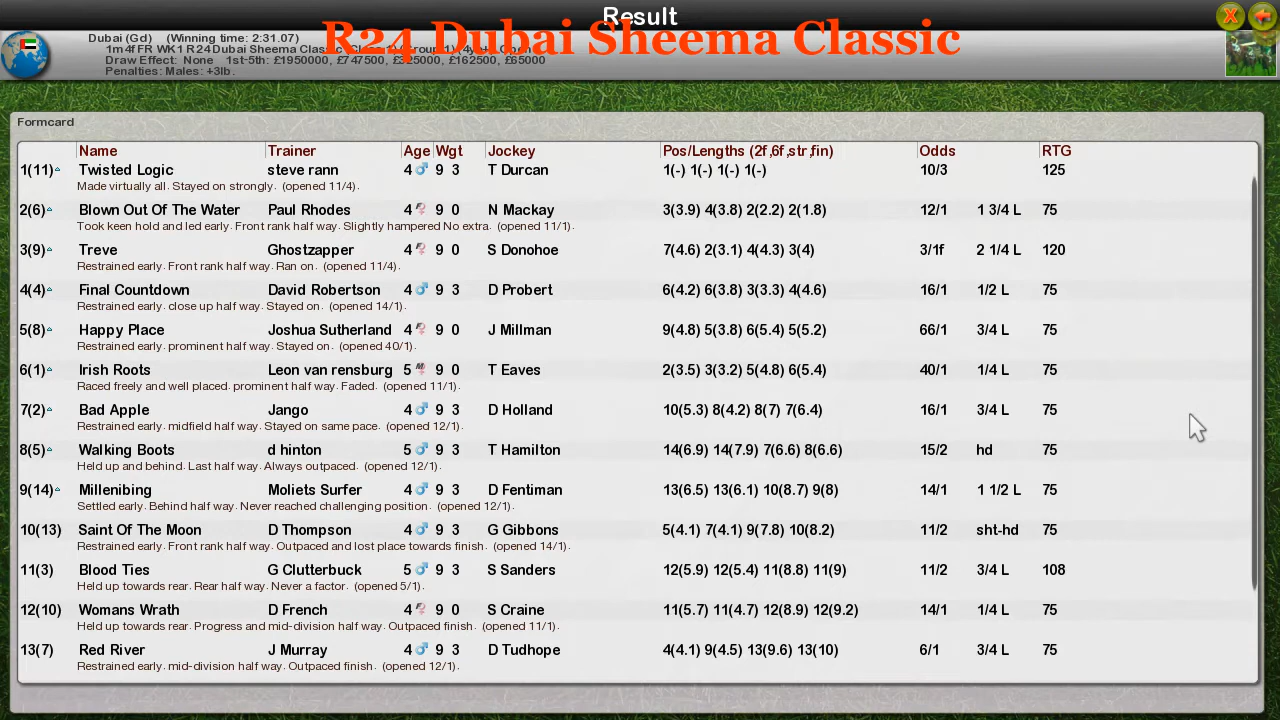 Result
R24 Dubai Sheema Classic
Dubai (Gd) (Winning time: 2:31.07)
1m4f FR WK1 R24 Dubai Sheema Classic (Class 1) (Group 1) (4yo+) Open
Draw Effect: None 1st-5th: £1950000, £747500, £325000, £162500, £65000
Penalties: Males: +3lb.
Formcard
Name Trainer Age Wgt Jockey Pos/Lengths (2f,6f,str,fin) Odds RTG
1(11) Twisted Logic steve rann 4 9 3 T Durcan 1(-) 1(-) 1(-) 1(-) 10/3 125
Made virtually all. Stayed on strongly. (opened 11/4).
2(6) Blown Out Of The Water Paul Rhodes 4 9 0 N Mackay 3(3.9) 4(3.8) 2(2.2) 2(1.8) 12/1 1 3/4 L 75
Took keen hold and led early. Front rank half way. Slightly hampered No extra. (opened 11/1).
3(9) Treve Ghostzapper 4 9 0 S Donohoe 7(4.6) 2(3.1) 4(4.3) 3(4) 3/1f 2 1/4 L 120
Restrained early. Front rank half way. Ran on. (opened 11/4).
4(4) Final Countdown David Robertson 4 9 3 D Probert 6(4.2) 6(3.8) 3(3.3) 4(4.6) 16/1 1/2 L 75
Restrained early. close up half way. Stayed on. (opened 14/1).
5(8) Happy Place Joshua Sutherland 4 9 0 J Millman 9(4.8) 5(3.8) 6(5.4) 5(5.2) 66/1 3/4 L 75
Restrained early. prominent half way. Stayed on. (opened 40/1).
6(1) Irish Roots Leon van rensburg 5 9 0 T Eaves 2(3.5) 3(3.2) 5(4.8) 6(5.4) 40/1 1/4 L 75
Raced freely and well placed. prominent half way. Faded. (opened 11/1).
7(2) Bad Apple Jango 4 9 3 D Holland 10(5.3) 8(4.2) 8(7) 7(6.4) 16/1 3/4 L 75
Restrained early. midfield half way. Stayed on same pace. (opened 12/1).
8(5) Walking Boots d hinton 5 9 3 T Hamilton 14(6.9) 14(7.9) 7(6.6) 8(6.6) 15/2 hd 75
Held up and behind. Last half way. Always outpaced. (opened 12/1).
9(14) Millenibing Moliets Surfer 4 9 3 D Fentiman 13(6.5) 13(6.1) 10(8.7) 9(8) 14/1 1 1/2 L 75
Settled early. Behind half way. Never reached challenging position. (opened 12/1).
10(13) Saint Of The Moon D Thompson 4 9 3 G Gibbons 5(4.1) 7(4.1) 9(7.8) 10(8.2) 11/2 sht-hd 75
Restrained early. Front rank half way. Outpaced and lost place towards finish. (opened 14/1).
11(3) Blood Ties G Clutterbuck 5 9 3 S Sanders 12(5.9) 12(5.4) 11(8.8) 11(9) 11/2 3/4 L 108
Held up towards rear. Rear half way. Never a factor. (opened 5/1).
12(10) Womans Wrath D French 4 9 0 S Craine 11(5.7) 11(4.7) 12(8.9) 12(9.2) 14/1 1/4 L 75
Held up towards rear. Progress and mid-division half way. Outpaced finish. (opened 11/1).
13(7) Red River J Murray 4 9 3 D Tudhope 4(4.1) 9(4.5) 13(9.6) 13(10) 6/1 3/4 L 75
Restrained early. mid-division half way. Outpaced finish. (opened 12/1).